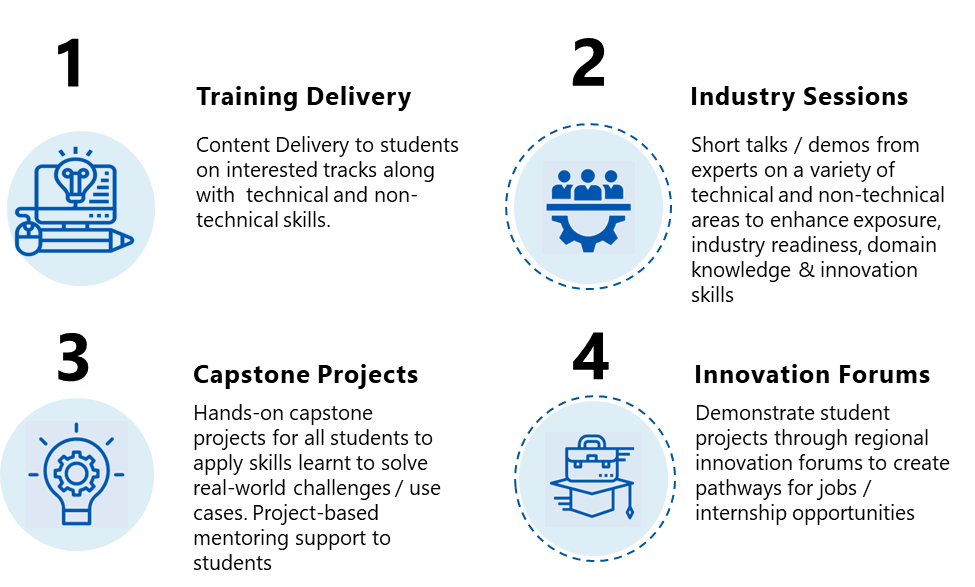 1
Training Delivery
Content Delivery to students
on interested tracks along
with technical and non-
technical skills.
2
Industry Sessions
Short talks / demos from
experts on a variety of
technical and non-technical
areas to enhance exposure,
industry readiness, domain
knowledge & innovation
skills
3
Capstone Projects
Hands-on capstone
projects for all students to
apply skills learnt to solve
real-world challenges / use
cases. Project-based
mentoring support to
students
4
Innovation Forums
Demonstrate student
projects through regional
innovation forums to create
pathways for jobs /
internship opportunities